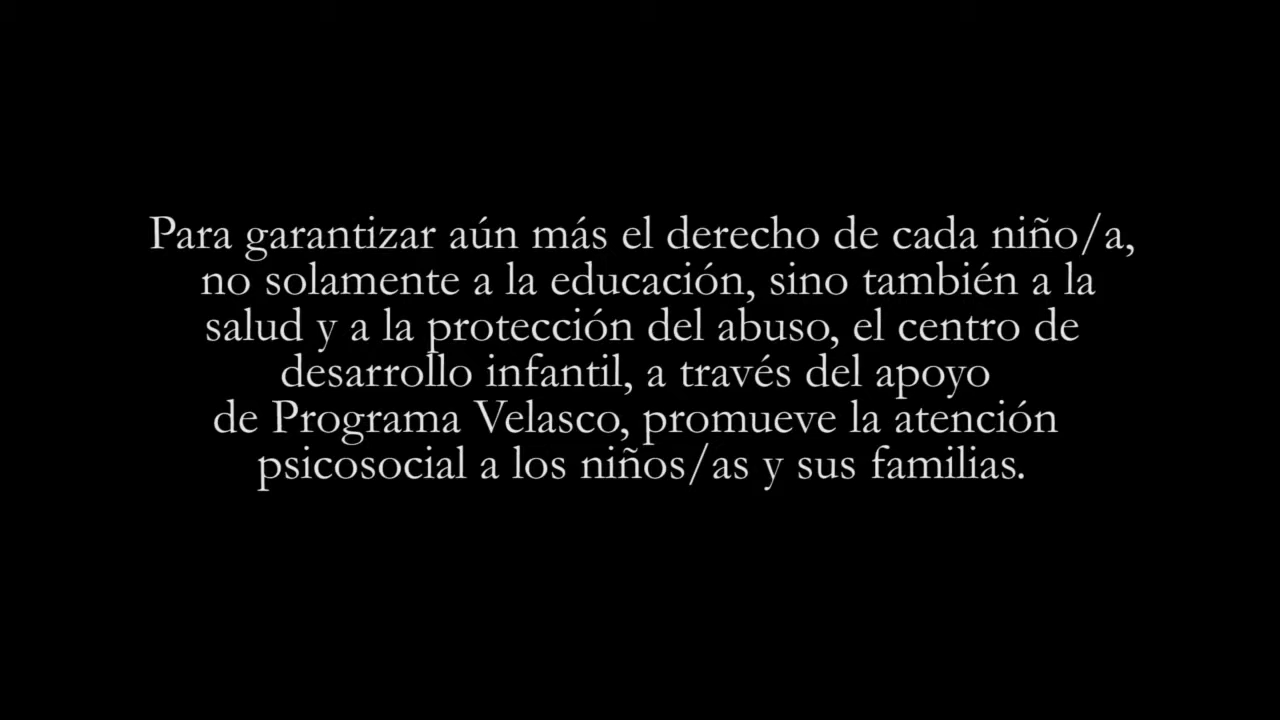 Para garantizar aún más el derecho de cada niño/a,
no solamente a la educación, sino también a la
salud y a la protección del abuso, el centro de
desarrollo infantil, a través del apoyo
de Programa Velasco, promueve la atención
psicosocial a los niños/as y sus familias.